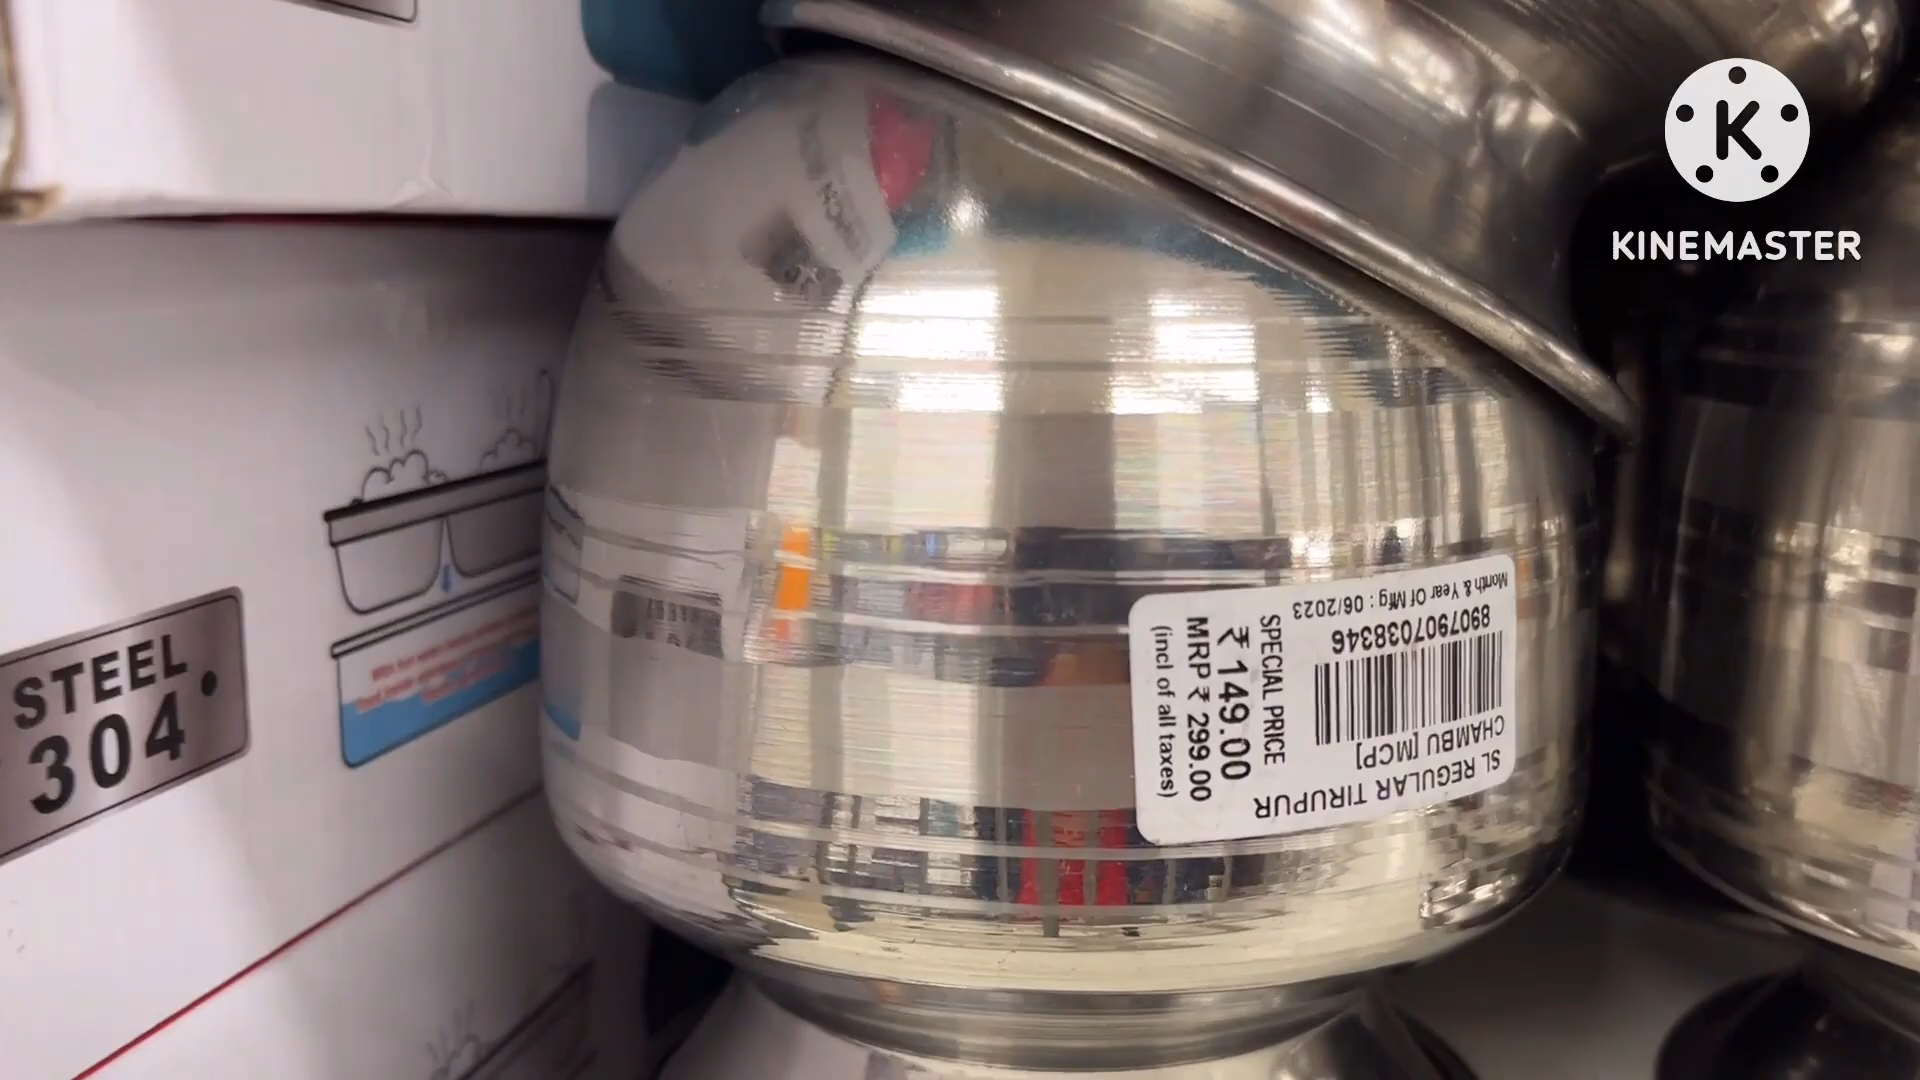 K
KINEMASTER
STEEL
304
SL REGULAR TIRUPUR
CHAMBU [MCP]
8907907038346
Month & Year Of Mfg : 06/2023
SPECIAL PRICE
₹ 149.00
MRP ₹ 299.00
(incl of all taxes)